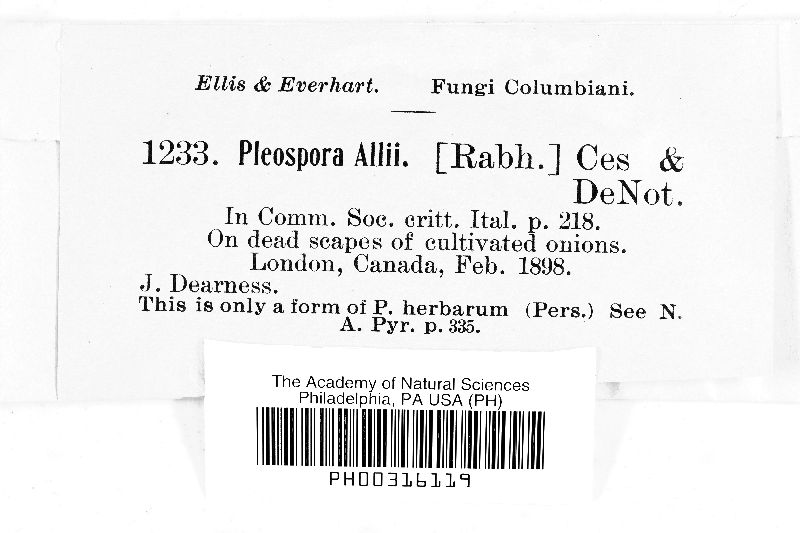 Ellis & Everhart. Fungi Columbiani.
1233. Pleospora Allii. [Rabh.] Ces &
DeNot.
In Comm. Soc. critt. Ital. p. 218.
On dead scapes of cultivated onions.
London, Canada, Feb. 1898.
J. Dearness.
This is only a form of P. herbarum (Pers.) See N.
A. Pyr. p. 335.
The Academy of Natural Sciences
Philadelphia, PA USA (PH)
PH00316119